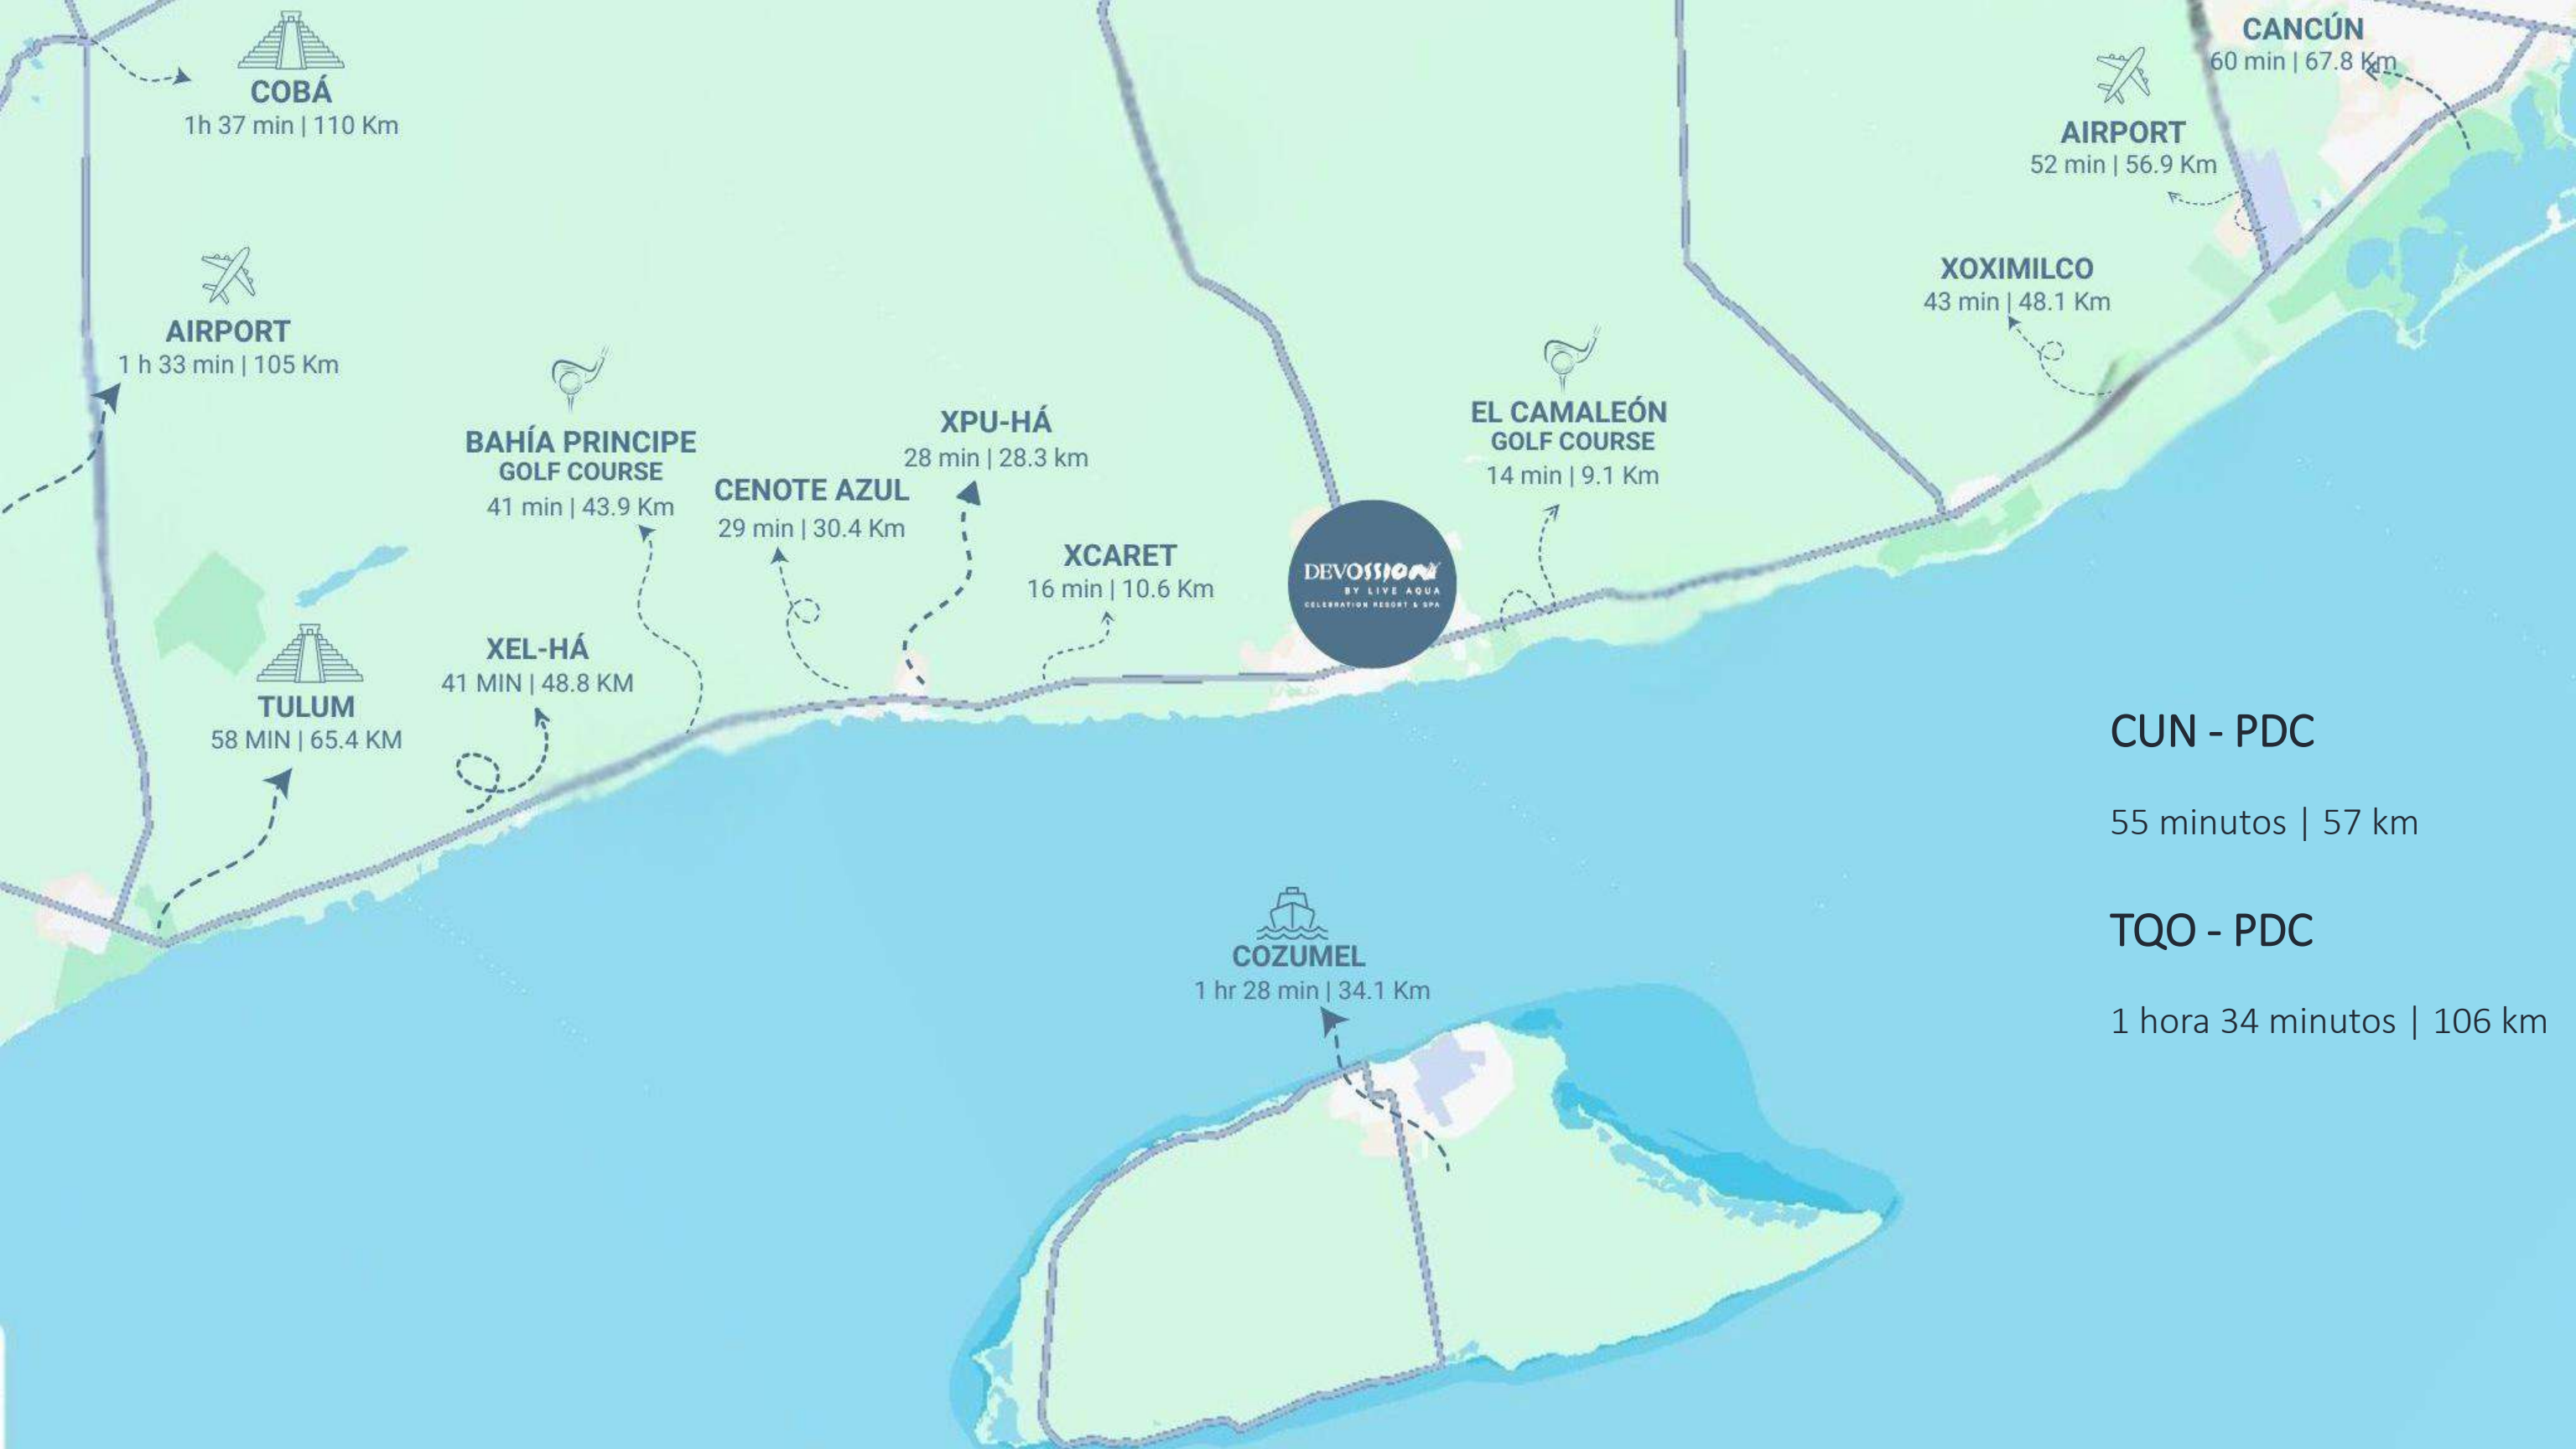 COBÁ
1h 37 min | 110 Km
CANCÚN
60 min | 67.8 Km
AIRPORT
52 min | 56.9 Km
XOXIMILCO
43 min | 48.1 Km
AIRPORT
1 h 33 min | 105 Km
BAHÍA PRINCIPE
GOLF COURSE
41 min | 43.9 Km
CENOTE AZUL
29 min | 30.4 Km
XPU-HÁ
28 min | 28.3 km
XCARET
16 min | 10.6 Km
EL CAMALEÓN
GOLF COURSE
14 min | 9.1 Km
DEVOSSION
BY LIVE AQUA
CELEBRATION RESORT & SPA
XEL-HÁ
41 MIN | 48.8 KM
TULUM
58 MIN | 65.4 KM
COZUMEL
1 hr 28 min | 34.1 Km
CUN - PDC
55 minutos | 57 km
TQO - PDC
1 hora 34 minutos | 106 km